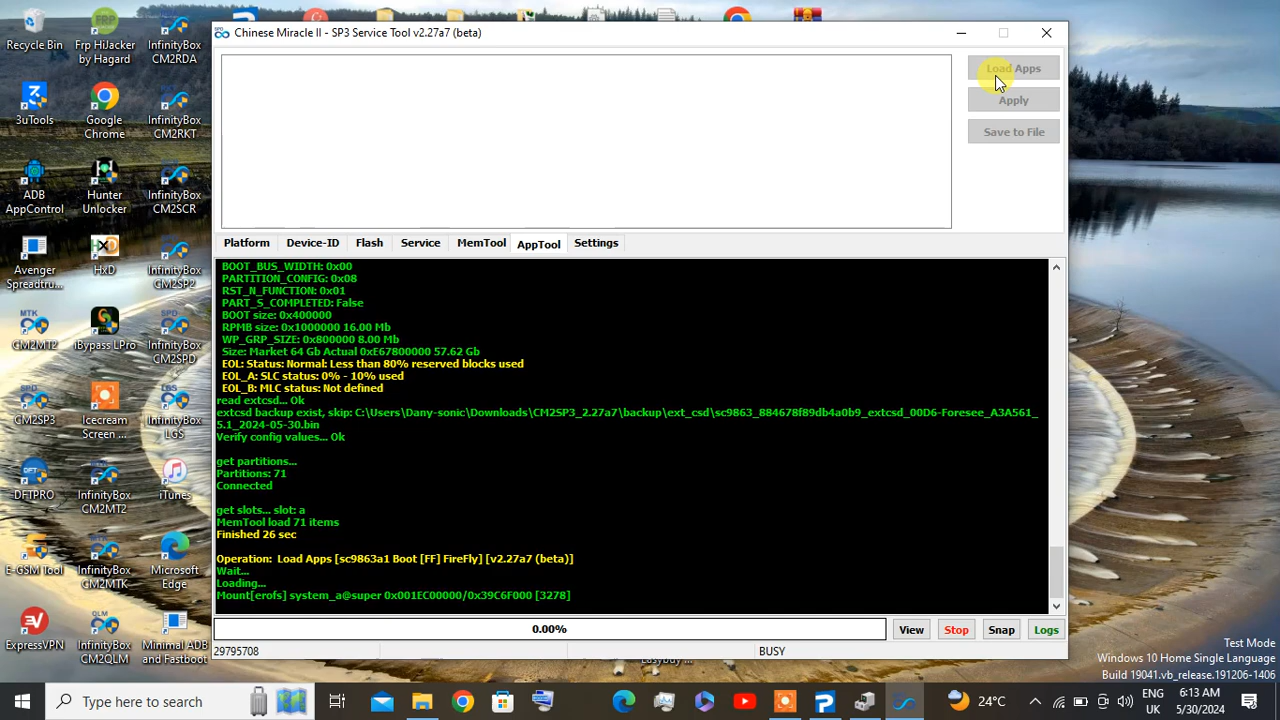 Recycle Bin
Frp HiJacker
by Hagard
InfinityBox
CM2RDA
3uTools
Google
Chrome
InfinityBox
CM2RKT
ADB
AppControl
Hunter
Unlocker
InfinityBox
CM2SCR
Avenger
Spreadtru...
HxD
InfinityBox
CM2SP2
CM2MT2
iBypass LPro
InfinityBox
CM2SPD
CM2SP3
Icecream
Screen ...
InfinityBox
LGS
DFTPRO
InfinityBox
CM2MT2
iTunes
E-GSM Tool
InfinityBox
CM2MTK
Microsoft
Edge
ExpressVPN
InfinityBox
CM2QLM
Minimal ADB
and Fastboot
Chinese Miracle II - SP3 Service Tool v2.27a7 (beta)
Load Apps
Apply
Save to File
Platform Device-ID Flash Service MemTool AppTool Settings
BOOT_BUS_WIDTH: 0x00
PARTITION_CONFIG: 0x08
RST_N_FUNCTION: 0x01
PART_S_COMPLETED: False
BOOT size: 0x400000
RPMB size: 0x1000000 16.00 Mb
WP_GRP_SIZE: 0x800000 8.00 Mb
Size: Market 64 Gb Actual 0xE67800000 57.62 Gb
EOL: Status: Normal: Less than 80% reserved blocks used
EOL_A: SLC status: 0% - 10% used
EOL_B: MLC status: Not defined
read extcsd... Ok
extcsd backup exist, skip: C:\Users\Dany-sonic\Downloads\CM2SP3_2.27a7\backup\ext_csd\sc9863_884678f89db4a0b9_extcsd_00D6-Foresee_A3A561_
5.1_2024-05-30.bin
Verify config values... Ok
get partitions...
Partitions: 71
Connected
get slots... slot: a
MemTool load 71 items
Finished 26 sec
Operation: Load Apps [sc9863a1 Boot [FF] FireFly] [v2.27a7 (beta)]
Wait...
Loading...
Mount[erofs] system_a@super 0x001EC00000/0x39C6F000 [3278]
0.00%
View Stop Snap Logs
29795708
BUSY
Test Mode
Windows 10 Home Single Language
Build 19041.vb_release.191206-1406
Type here to search
24°C
ENG
UK
6:13 AM
5/30/2024